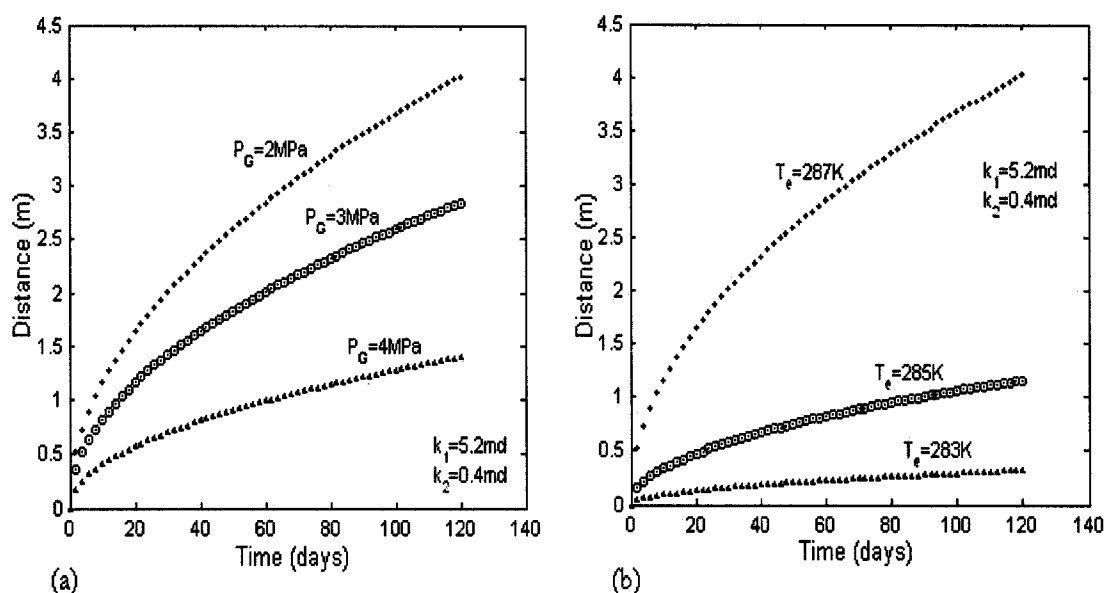 4.5
4
3.5
3
2.5
2
1.5
1
0.5
0
Distance (m)
P_G=2MPa
P_G=3MPa
P_G=4MPa
k_1=5.2md
k_2=0.4md
0 20 40 60 80 100 120 140
Time (days)
(a)
4.5
4
3.5
3
2.5
2
1.5
1
0.5
0
Distance (m)
T_e=287K
k_1=5.2md
k_2=0.4md
T_e=285K
T_e=283K
0 20 40 60 80 100 120 140
Time (days)
(b)